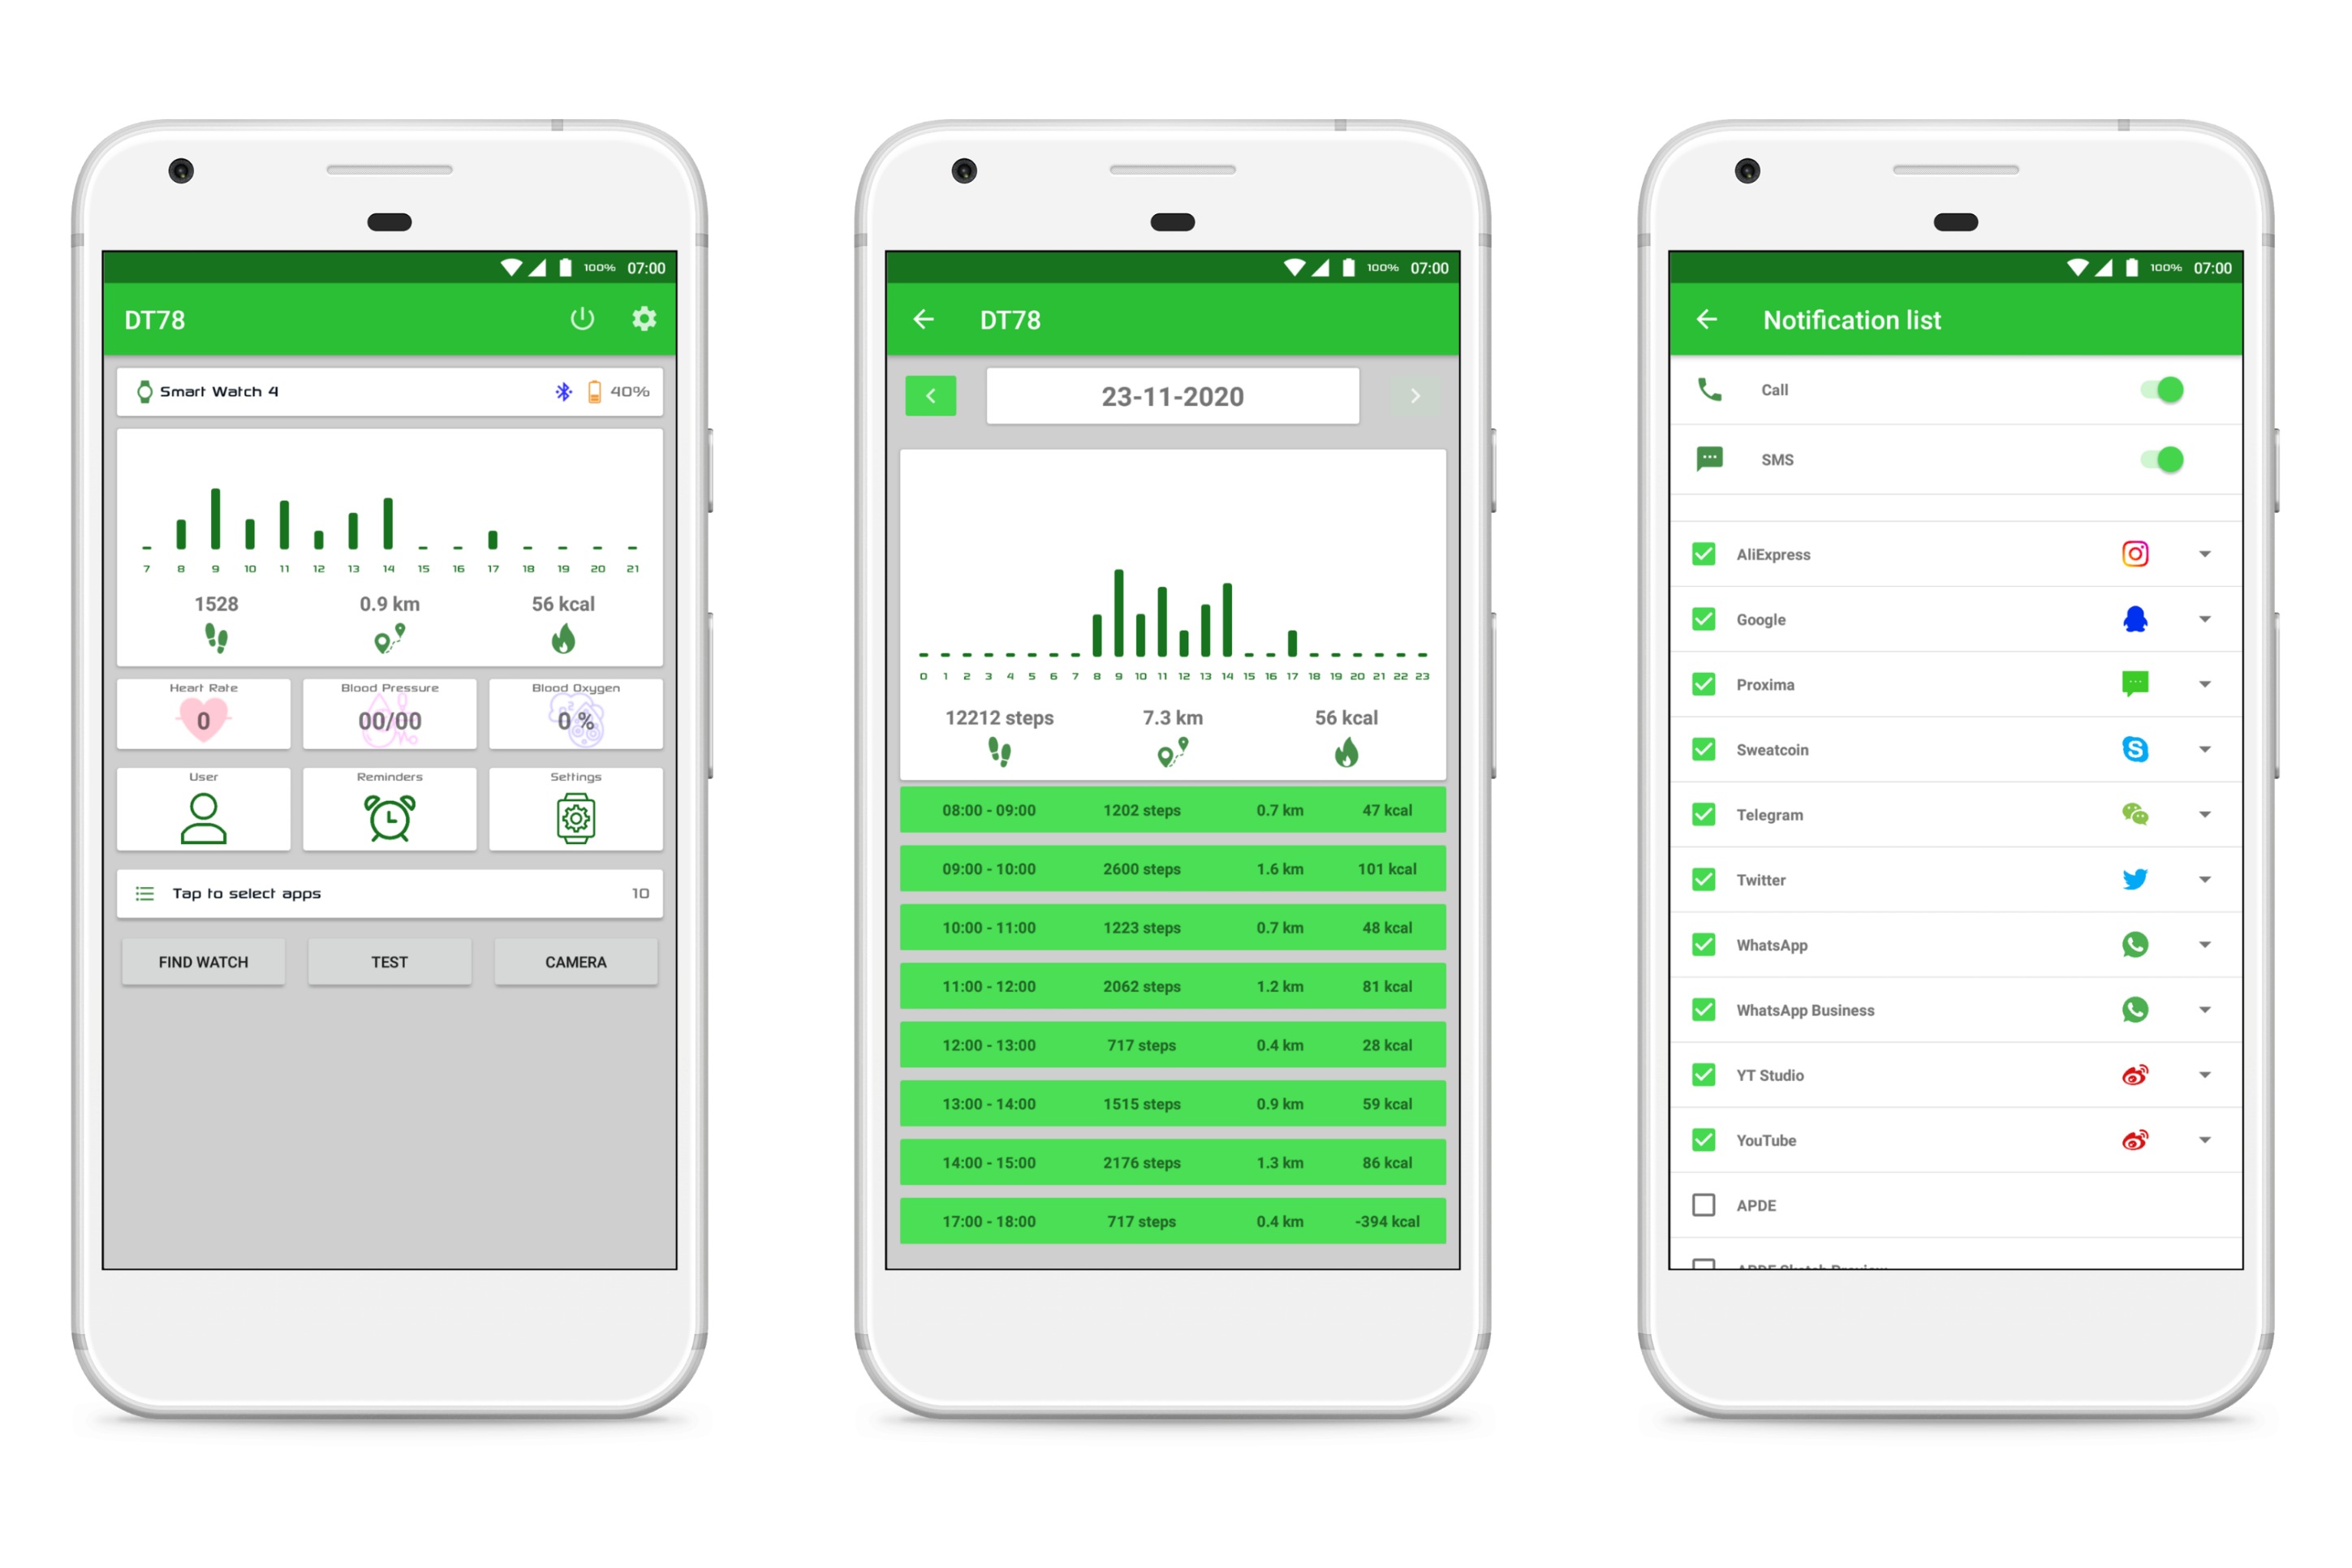 100% 07:00
DT78
Smart Watch 4 40%
7 8 9 10 11 12 13 14 15 16 17 18 19 20 21
1528 0.9 km 56 kcal
Heart Rate Blood Pressure Blood Oxygen
0 00/00 0 %
User Reminders Settings
Tap to select apps 10
FIND WATCH TEST CAMERA
100% 07:00
DT78
23-11-2020
0 1 2 3 4 5 6 7 8 9 10 11 12 13 14 15 16 17 18 19 20 21 22 23
12212 steps 7.3 km 56 kcal
08:00 - 09:00 1202 steps 0.7 km 47 kcal
09:00 - 10:00 2600 steps 1.6 km 101 kcal
10:00 - 11:00 1223 steps 0.7 km 48 kcal
11:00 - 12:00 2062 steps 1.2 km 81 kcal
12:00 - 13:00 717 steps 0.4 km 28 kcal
13:00 - 14:00 1515 steps 0.9 km 59 kcal
14:00 - 15:00 2176 steps 1.3 km 86 kcal
17:00 - 18:00 717 steps 0.4 km -394 kcal
100% 07:00
Notification list
Call
SMS
AliExpress
Google
Proxima
Sweatcoin
Telegram
Twitter
WhatsApp
WhatsApp Business
YT Studio
YouTube
APDE